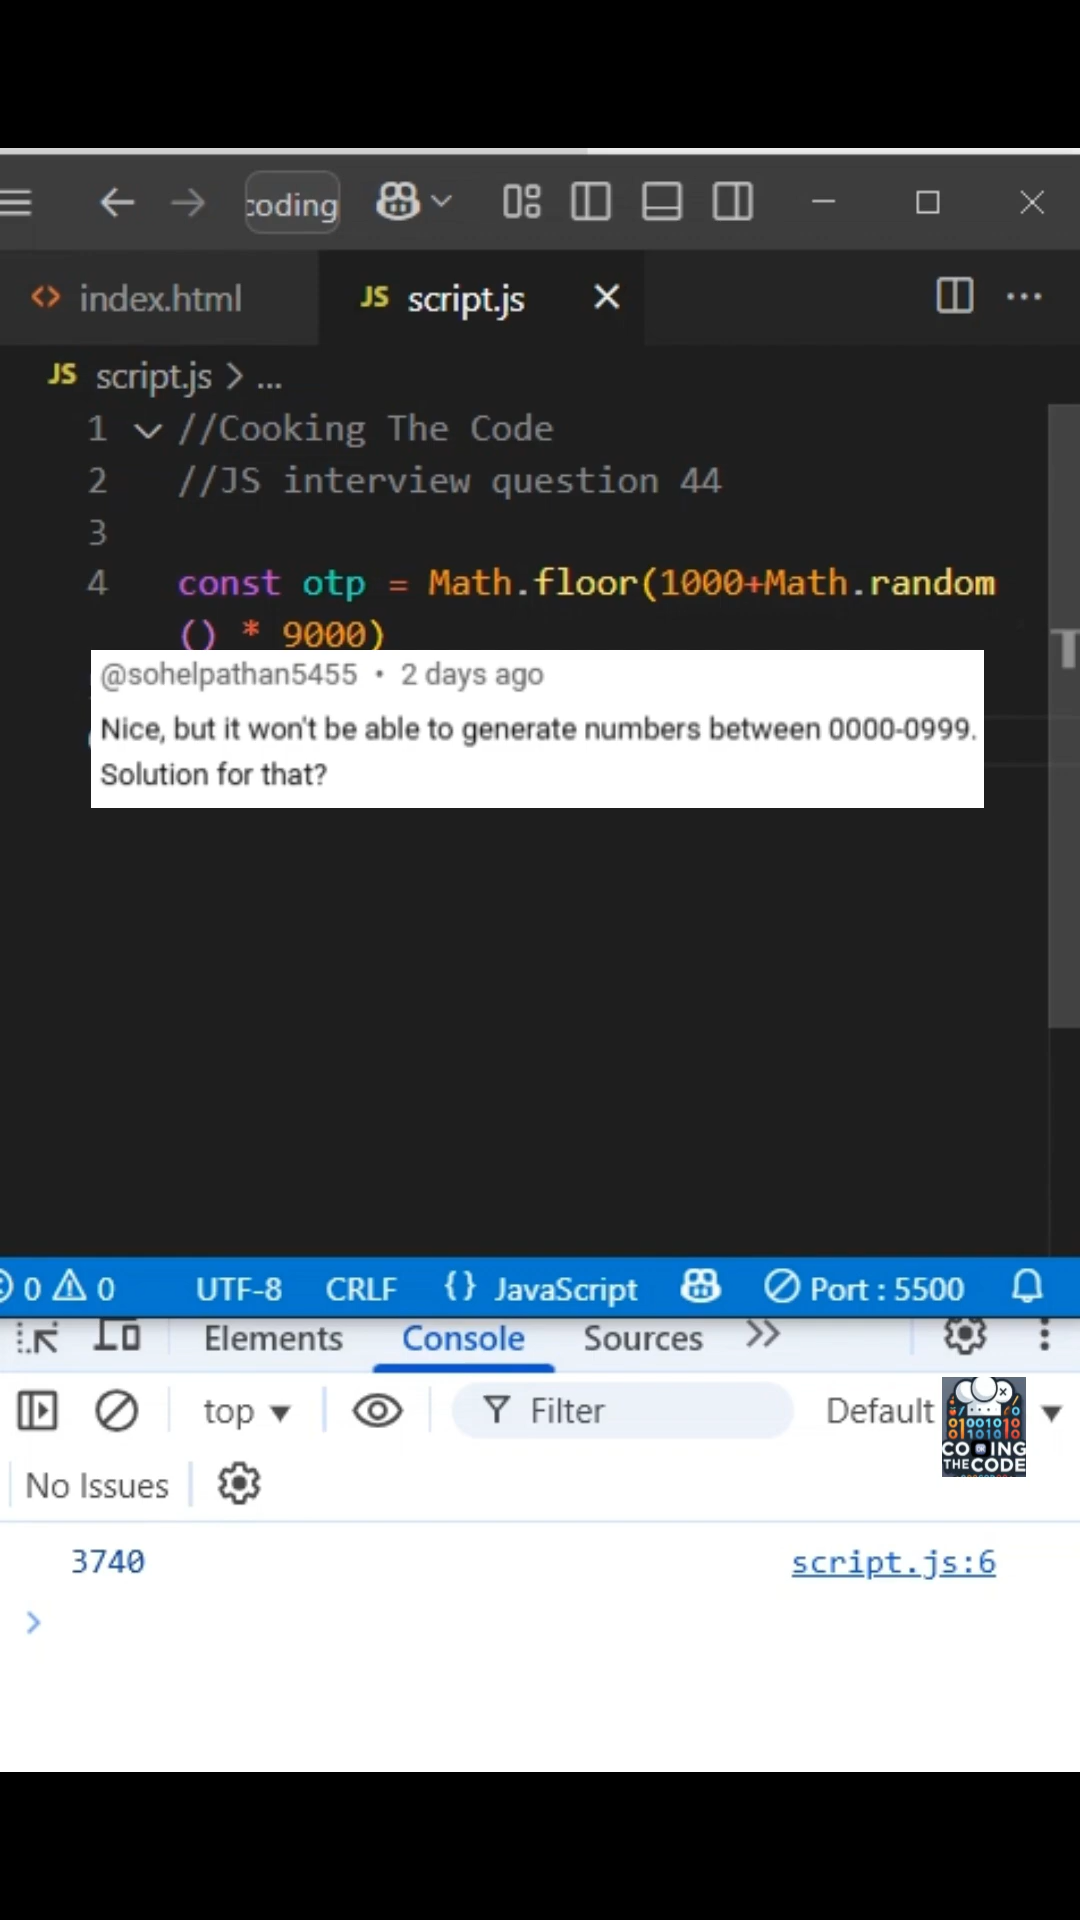 coding
index.html
JS script.js
JS script.js > ...
1 //Cooking The Code
2 //JS interview question 44
3
4 const otp = Math.floor(1000+Math.random
() * 9000)
@sohelpathan5455 • 2 days ago
Nice, but it won't be able to generate numbers between 0000-0999.
Solution for that?
T
0 0 UTF-8 CRLF {} JavaScript Port : 5500
Elements Console Sources
top Filter Default
CO OR ING
THE CODE
No Issues
3740 script.js:6